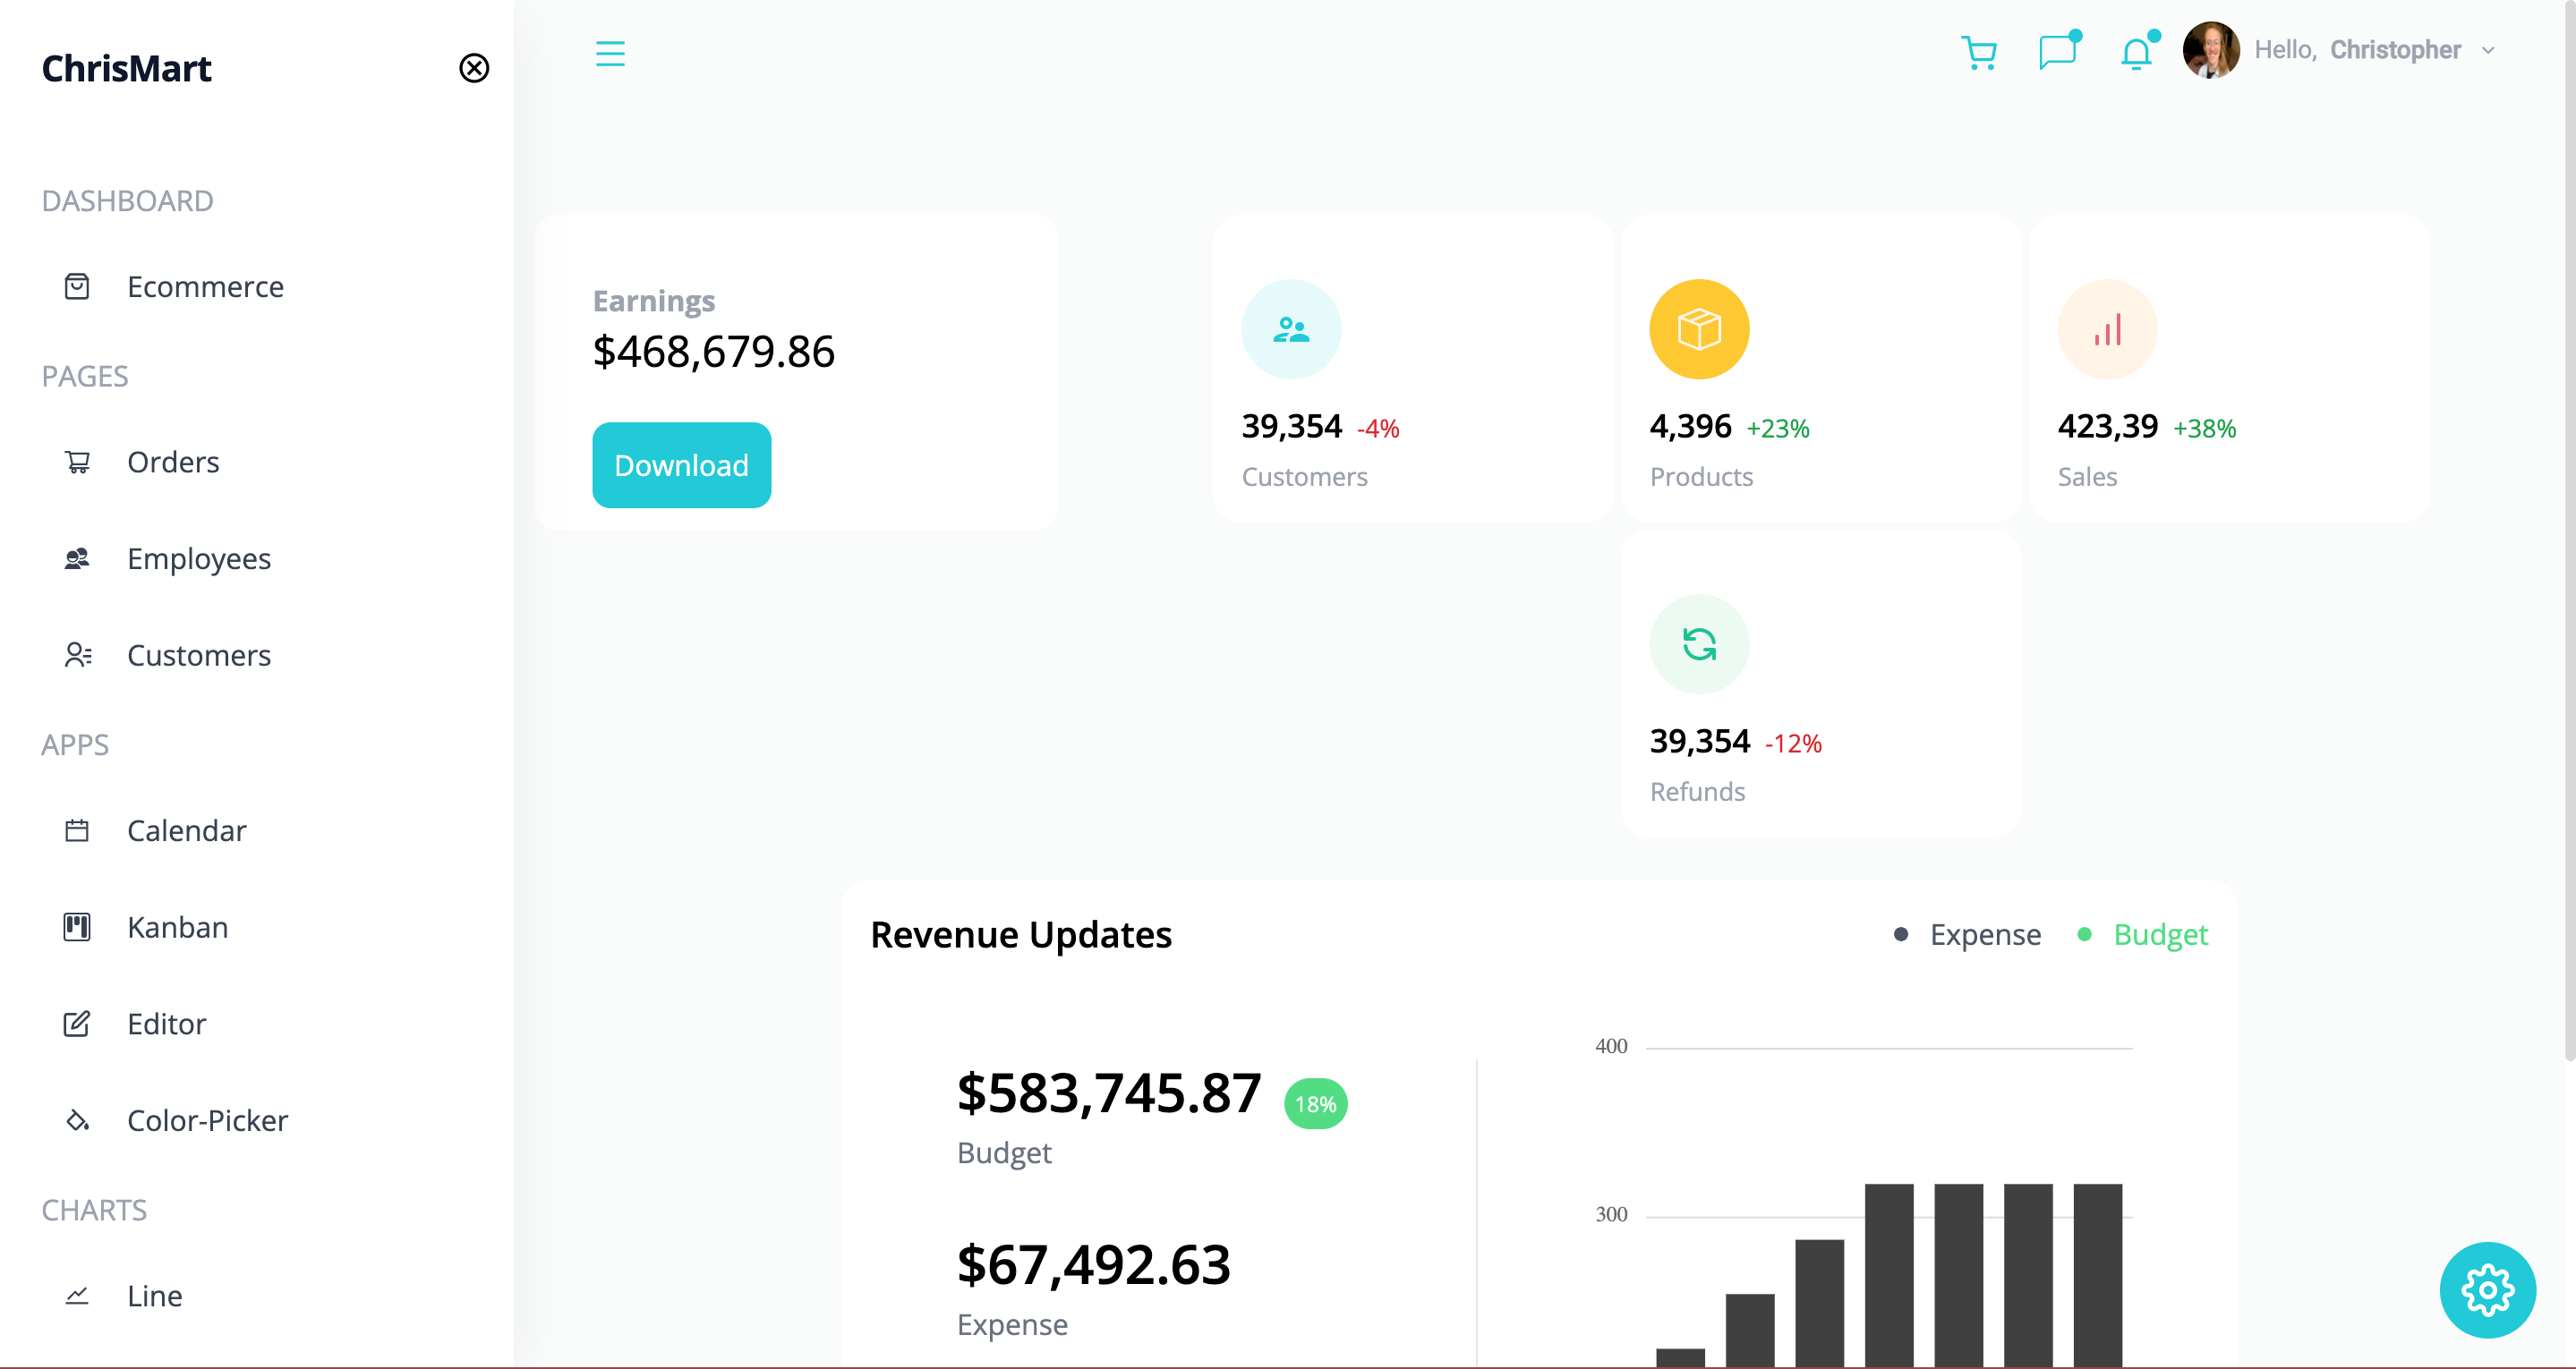 ChrisMart
DASHBOARD
Ecommerce
PAGES
Orders
Employees
Customers
APPS
Calendar
Kanban
Editor
Color-Picker
CHARTS
Line
Hello, Christopher
Earnings
$468,679.86
Download
39,354 -4%
Customers
4,396 +23%
Products
423,39 +38%
Sales
39,354 -12%
Refunds
Revenue Updates
Expense
Budget
$583,745.87 18%
Budget
$67,492.63
Expense
400
300